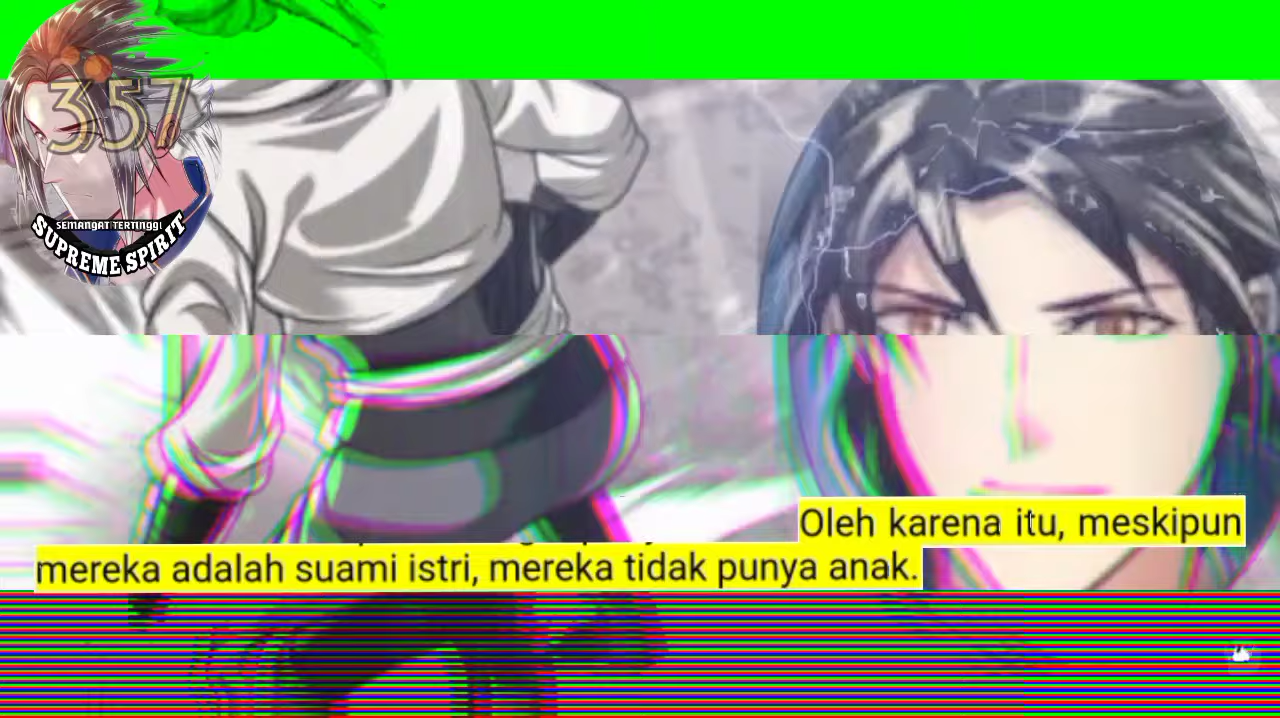 357
SEMANGAT TERTINGGI
SUPREME SPIRIT
Oleh karena itu, meskipun
mereka adalah suami istri, mereka tidak punya anak.